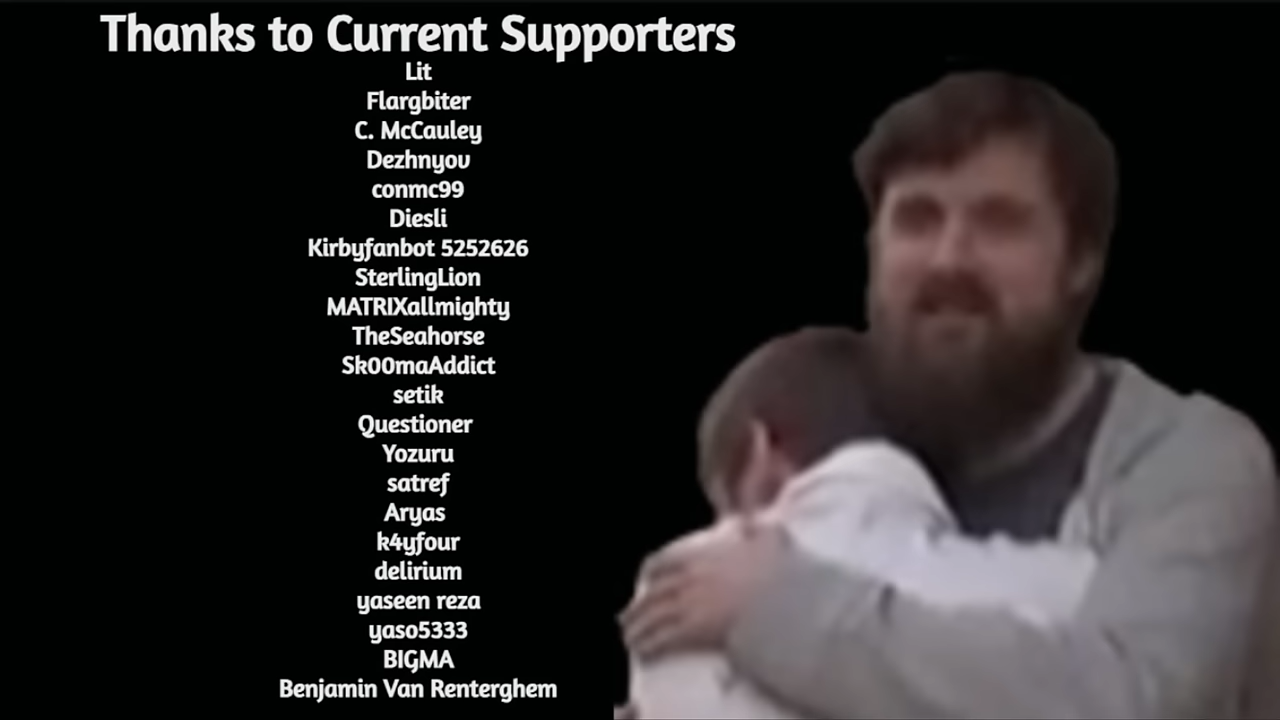 Thanks to Current Supporters
Lit
Flargbiter
C. McCauley
Dezhnyov
conmc99
Diesli
Kirbyfanbot 5252626
SterlingLion
MATRIXallmighty
TheSeahorse
Sk00maAddict
setik
Questioner
Yozuru
satref
Aryas
k4yfour
delirium
yaseen reza
yaso5333
BIGMA
Benjamin Van Renterghem